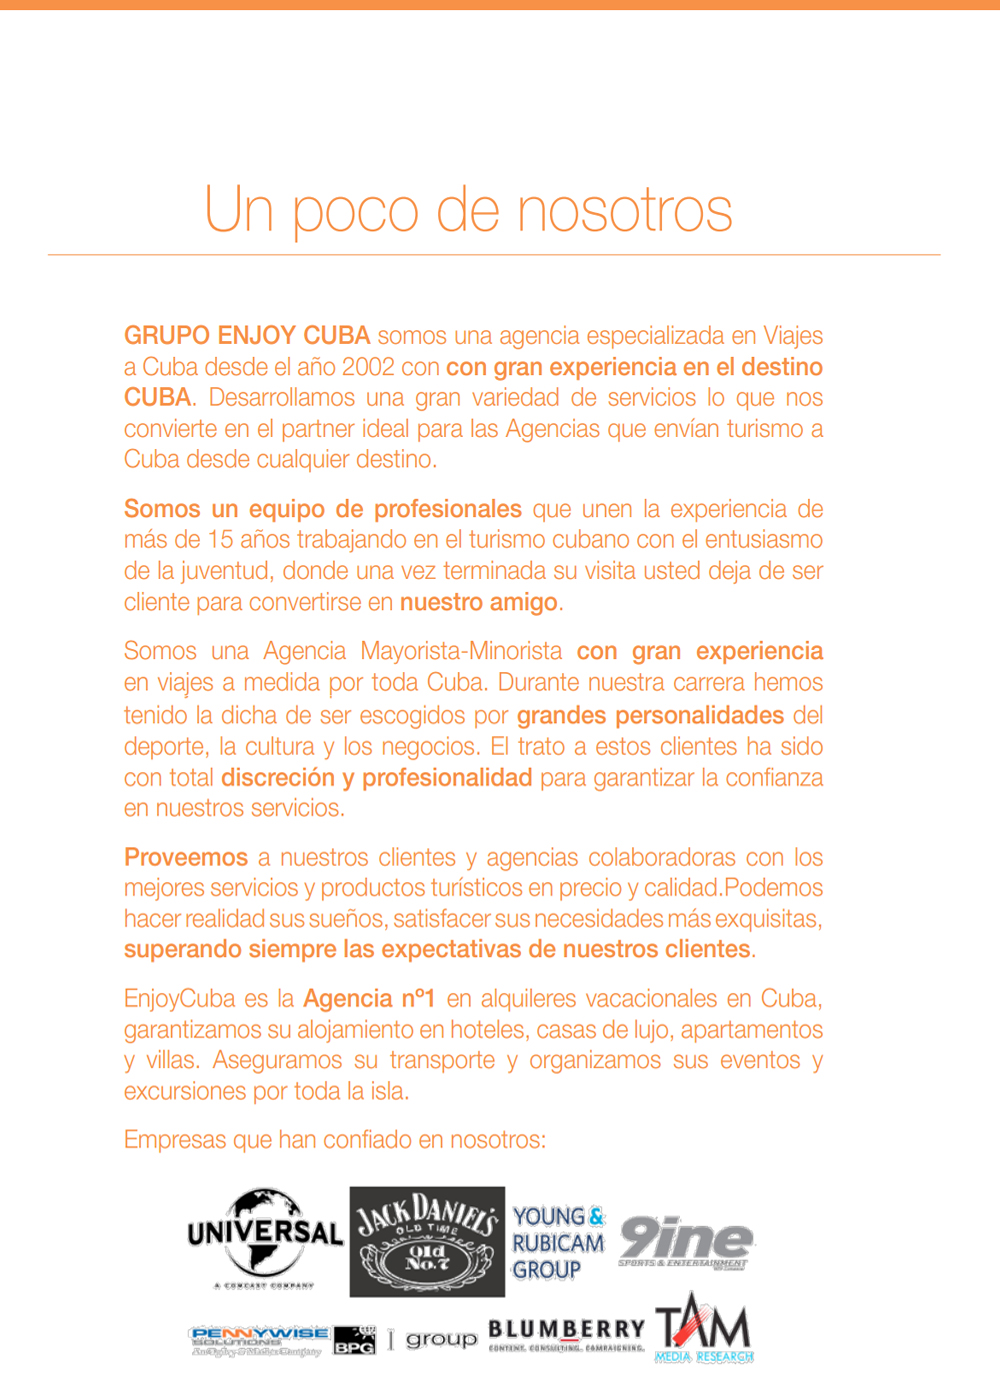 Un poco de nosotros
GRUPO ENJOY CUBA somos una agencia especializada en Viajes
a Cuba desde el año 2002 con con gran experiencia en el destino
CUBA. Desarrollamos una gran variedad de servicios lo que nos
convierte en el partner ideal para las Agencias que envían turismo a
Cuba desde cualquier destino.
Somos un equipo de profesionales que unen la experiencia de
más de 15 años trabajando en el turismo cubano con el entusiasmo
de la juventud, donde una vez terminada su visita usted deja de ser
cliente para convertirse en nuestro amigo.
Somos una Agencia Mayorista-Minorista con gran experiencia
en viajes a medida por toda Cuba. Durante nuestra carrera hemos
tenido la dicha de ser escogidos por grandes personalidades del
deporte, la cultura y los negocios. El trato a estos clientes ha sido
con total discreción y profesionalidad para garantizar la confianza
en nuestros servicios.
Proveemos a nuestros clientes y agencias colaboradoras con los
mejores servicios y productos turísticos en precio y calidad.Podemos
hacer realidad sus sueños, satisfacer sus necesidades más exquisitas,
superando siempre las expectativas de nuestros clientes.
EnjoyCuba es la Agencia nº1 en alquileres vacacionales en Cuba,
garantizamos su alojamiento en hoteles, casas de lujo, apartamentos
y villas. Aseguramos su transporte y organizamos sus eventos y
excursiones por toda la isla.
Empresas que han confiado en nosotros:
UNIVERSAL
A COMCAST COMPANY
JACK DANIEL'S
OLD TIME
Old
No.7
YOUNG &
RUBICAM
GROUP
9ine
SPORTS & ENTERTAINMENT
PENNYWISE
SOLUTIONS
BPG
group
BLUMBERRY
CONTENT. CONSULTING. CAMPAIGNING.
TAM
MEDIA RESEARCH